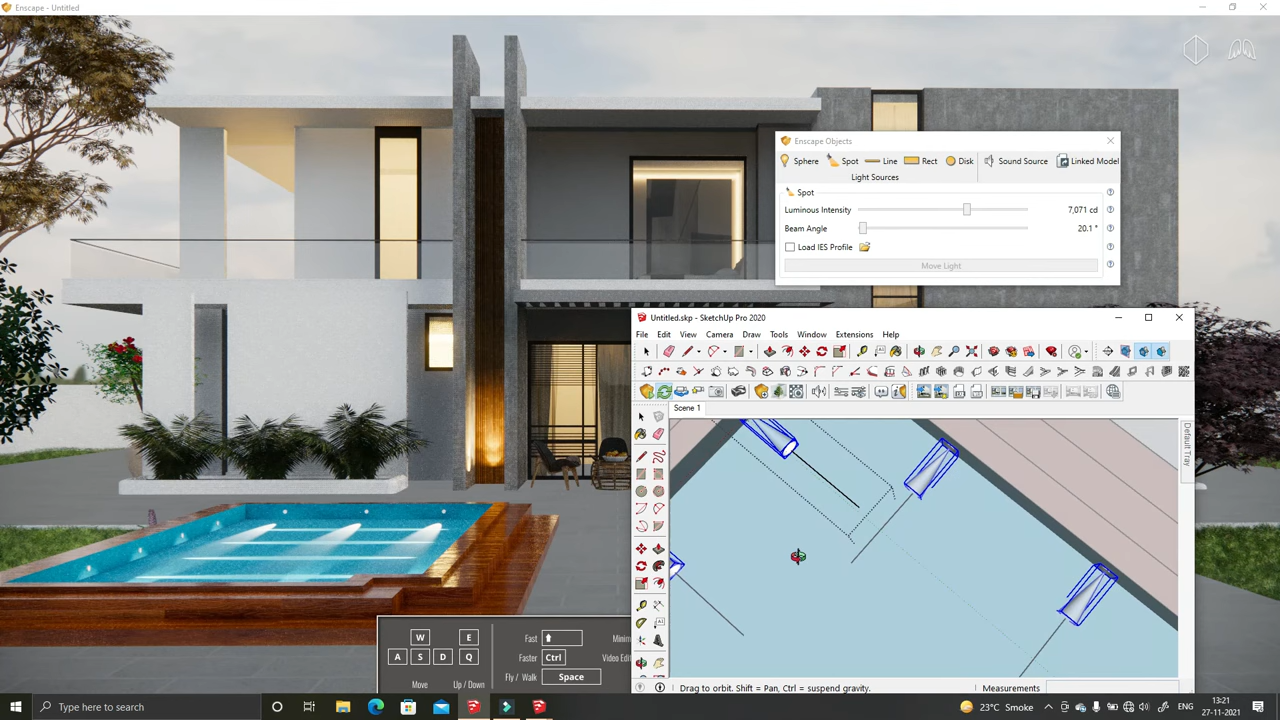 Enscape - Untitled
Enscape Objects
Sphere Spot Line Rect Disk Sound Source Linked Model
Light Sources
Spot
Luminous Intensity 7,071 cd
Beam Angle 20.1 °
Load IES Profile
Move Light
Untitled.skp - SketchUp Pro 2020
File Edit View Camera Draw Tools Window Extensions Help
Scene 1
Default Tray
W E
A S D Q
Move Up / Down
Fast
Faster Ctrl
Fly / Walk Space
Minim
Video Edi
Drag to orbit. Shift = Pan, Ctrl = suspend gravity.
Measurements
Type here to search
23°C Smoke
ENG
13:21
27-11-2021